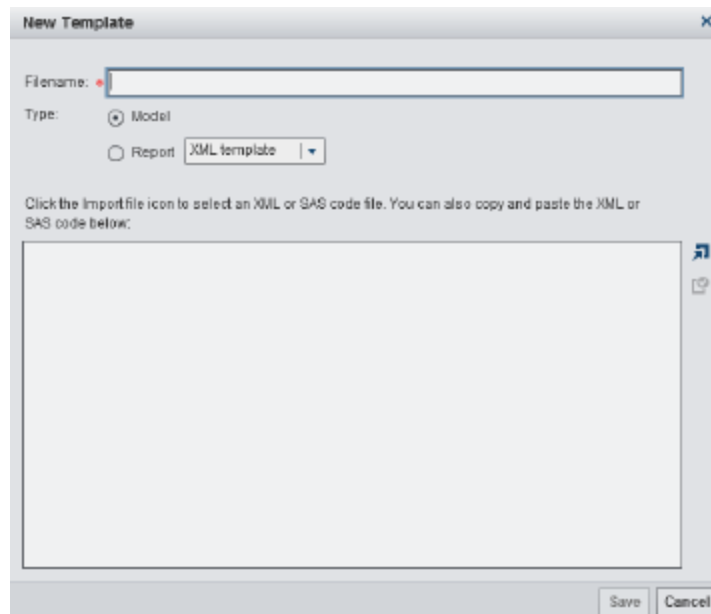 New Template
Filename: *
Type:
Model
Report XML template
Click the Import file icon to select an XML or SAS code file. You can also copy and paste the XML or
SAS code below:
Save Cancel